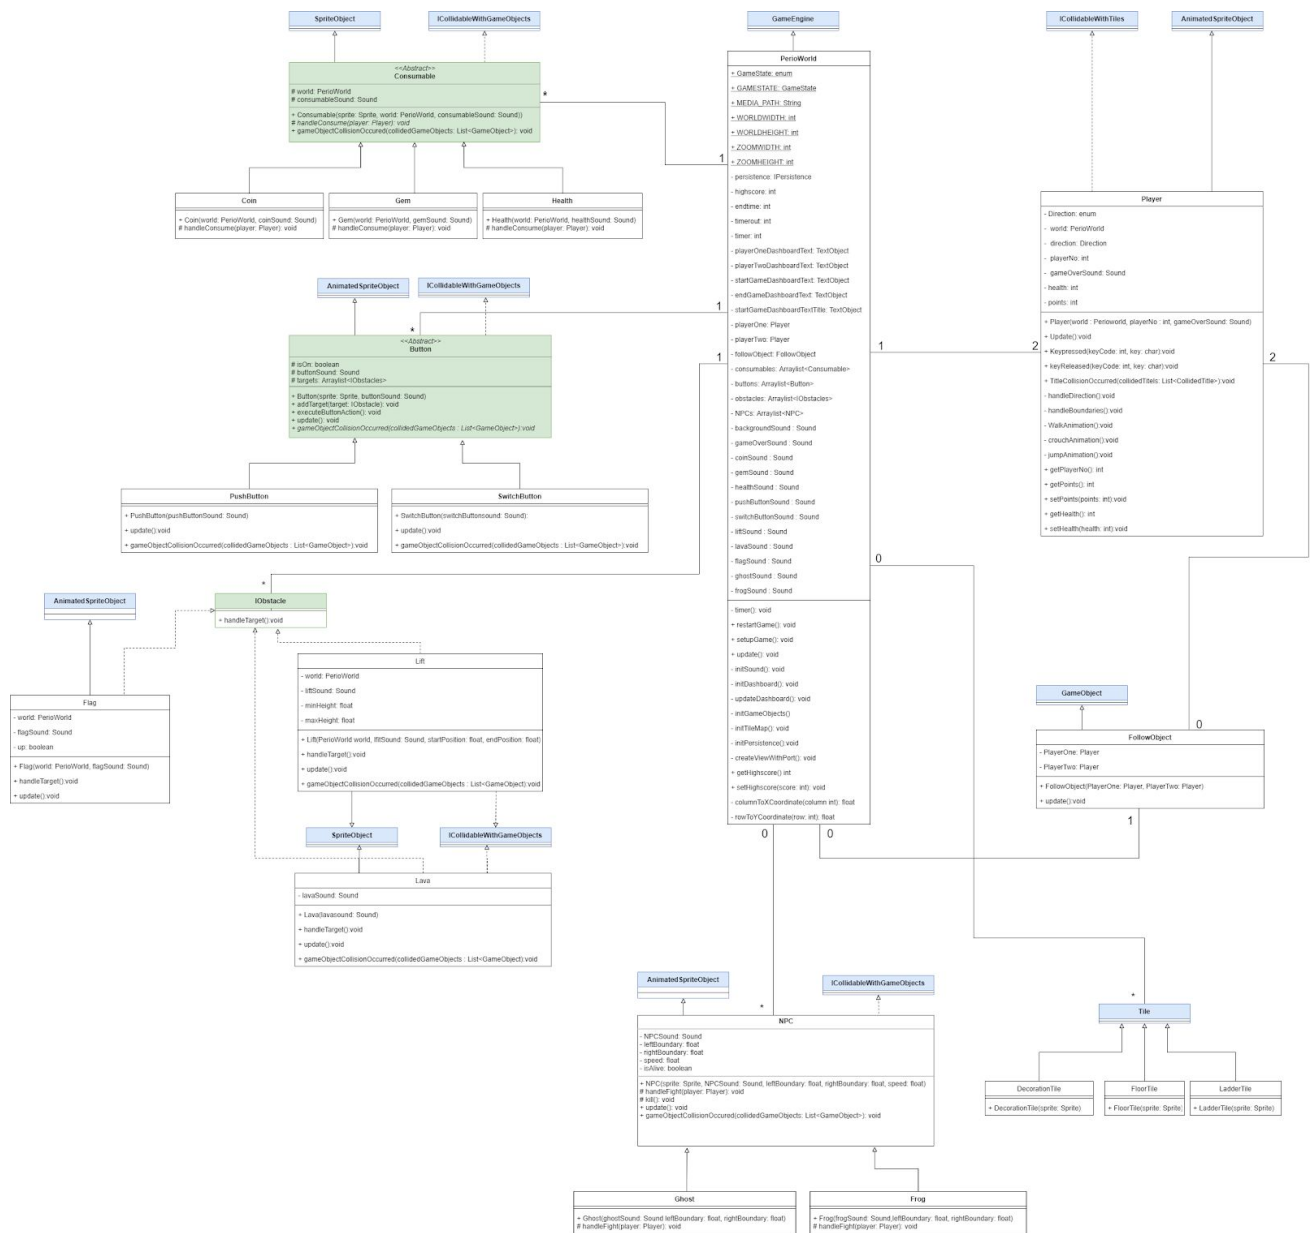 SpriteObject
ICollidableWithGameObjects
<<Abstract>>
Consumable
# world: PerioWorld
# consumableSound: Sound
+ Consumable(sprite: Sprite, world: PerioWorld, consumableSound: Sound))
# handleConsume(player: Player): void
+ gameObjectCollisionOccured(collidedGameObjects: List<GameObject>): void
*
1
Coin
+ Coin(world: PerioWorld, coinSound: Sound)
# handleConsume(player: Player): void
Gem
+ Gem(world: PerioWorld, gemSound: Sound)
# handleConsume(player: Player): void
Health
+ Health(world: PerioWorld, healthSound: Sound)
# handleConsume(player: Player): void
AnimatedSpriteObject
ICollidableWithGameObjects
<<Abstract>>
Button
# isOn: boolean
# buttonSound: Sound
# targets: Arraylist<IObstacles>
+ Button(sprite: Sprite, buttonSound: Sound)
+ addTarget(target: IObstacle): void
+ executeButtonAction(): void
+ update(): void
+ gameObjectCollisionOccurred(collidedGameObjects : List<GameObject>):void
*
1
PushButton
+ PushButton(pushButtonSound: Sound)
+ update():void
+ gameObjectCollisionOccurred(collidedGameObjects : List<GameObject>):void
SwitchButton
+ SwitchButton(switchButtonsound: Sound):
+ update():void
+ gameObjectCollisionOccurred(collidedGameObjects : List<GameObject>):void
1
*
IObstacle
+ handleTarget():void
AnimatedSpriteObject
Flag
- world: PerioWorld
- flagSound: Sound
- up: boolean
+ Flag(world: PerioWorld, flagSound: Sound)
+ handleTarget():void
+ update():void
Lift
- world: PerioWorld
- liftSound: Sound
- minHeight: float
- maxHeight: float
+ Lift(PerioWorld world, lfitSound: Sound, startPosition: float, endPosition: float)
+ handleTarget():void
+ update():void
+ gameObjectCollisionOccurred(collidedGameObjects : List<GameObject):void
SpriteObject
ICollidableWithGameObjects
Lava
- lavaSound: Sound
+ Lava(lavasound: Sound)
+ handleTarget():void
+ update():void
+ gameObjectCollisionOccurred(collidedGameObjects : List<GameObject):void
GameEngine
PerioWorld
+ GameState: enum
+ GAMESTATE: GameState
+ MEDIA_PATH: String
+ WORLDWIDTH: int
+ WORLDHEIGHT: int
+ ZOOMWIDTH: int
+ ZOOMHEIGHT: int
- persistence: IPersistence
- highscore: int
- endtime: int
- timerout: int
- timer: int
- playerOneDashboardText: TextObject
- playerTwoDashboardText: TextObject
- startGameDashboardText: TextObject
- endGameDashboardText: TextObject
- startGameDashboardTextTitle: TextObject
- playerOne: Player
- playerTwo: Player
- followObject: FollowObject
- consumables: Arraylist<Consumable>
- buttons: Arraylist<Button>
- obstacles: Arraylist<IObstacles>
- NPCs: Arraylist<NPC>
- backgroundSound : Sound
- gameOverSound : Sound
- coinSound : Sound
- gemSound : Sound
- healthSound : Sound
- pushButtonSound : Sound
- switchButtonSound : Sound
- liftSound : Sound
- lavaSound : Sound
- flagSound : Sound
- ghostSound : Sound
- frogSound : Sound
- timer(): void
+ restartGame(): void
+ setupGame(): void
+ update(): void
- initSound(): void
- initDashboard(): void
- updateDashboard(): void
- initGameObjects()
- initTileMap(): void
- initPersistence():void
- createViewWithPort(): void
+ getHighscore() int
+ setHighscore(score: int): void
- columnToXCoordinate(column int): float
- rowToYCoordinate(row: int): float
1
2
0
0
0
ICollidableWithTiles
AnimatedSpriteObject
Player
- Direction: enum
- world: PerioWorld
- direction: Direction
- playerNo: int
- gameOverSound: Sound
- health: int
- points: int
+ Player(world : Perioworld, playerNo : int, gameOverSound: Sound)
+ Update():void
+ Keypressed(keyCode: int, key: char):void
+ keyReleased(keyCode: int, key: char):void
+ TitleCollisionOccurred(collidedTitels: List<CollidedTitle>):void
- handleDirection():void
- handleBoundaries():void
- WalkAnimation():void
- crouchAnimation():void
- jumpAnimation():void
+ getPlayerNo(): int
+ getPoints(): int
+ setPoints(points: int):void
+ getHealth(): int
+ setHealth(health: int):void
2
0
GameObject
FollowObject
- PlayerOne: Player
- PlayerTwo: Player
+ FollowObject(PlayerOne: Player, PlayerTwo: Player)
+ update():void
1
AnimatedSpriteObject
ICollidableWithGameObjects
*
NPC
- NPCSound: Sound
- leftBoundary: float
- rightBoundary: float
- speed: float
- isAlive: boolean
+ NPC(sprite: Sprite, NPCSound: Sound, leftBoundary: float, rightBoundary: float, speed: float)
# handleFight(player: Player): void
# kill(): void
+ update(): void
+ gameObjectCollisionOccured(collidedGameObjects: List<GameObject>): void
Ghost
+ Ghost(ghostSound: Sound leftBoundary: float, rightBoundary: float)
# handleFight(player: Player): void
Frog
+ Frog(frogSound: Sound,leftBoundary: float, rightBoundary: float)
# handleFight(player: Player): void
*
Tile
DecorationTile
+ DecorationTile(sprite: Sprite)
FloorTile
+ FloorTile(sprite: Sprite)
LadderTile
+ LadderTile(sprite: Sprite)